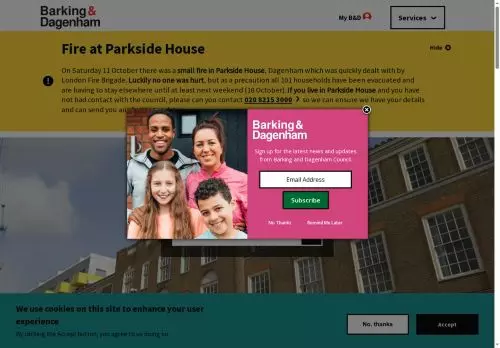 Barking &
Dagenham
My B&D
Services
Fire at Parkside House
Hide
On Saturday 11 October there was a small fire in Parkside House, Dagenham which was quickly dealt with by
London Fire Brigade. Luckily no one was hurt, but as a precaution all 101 households have been evacuated and
are having to stay elsewhere until at least next weekend (18 October). If you live in Parkside House and you have
not had contact with the council, please can you contact 020 8215 3000 so we can ensure we have your details
and can send you any
Barking &
Dagenham
Sign up for the latest news and updates
from Barking and Dagenham Council.
Email Address
Subscribe
No Thanks
Remind Me Later
We use cookies on this site to enhance your user
experience
By clicking the Accept button, you agree to us doing so.
No, thanks
Accept